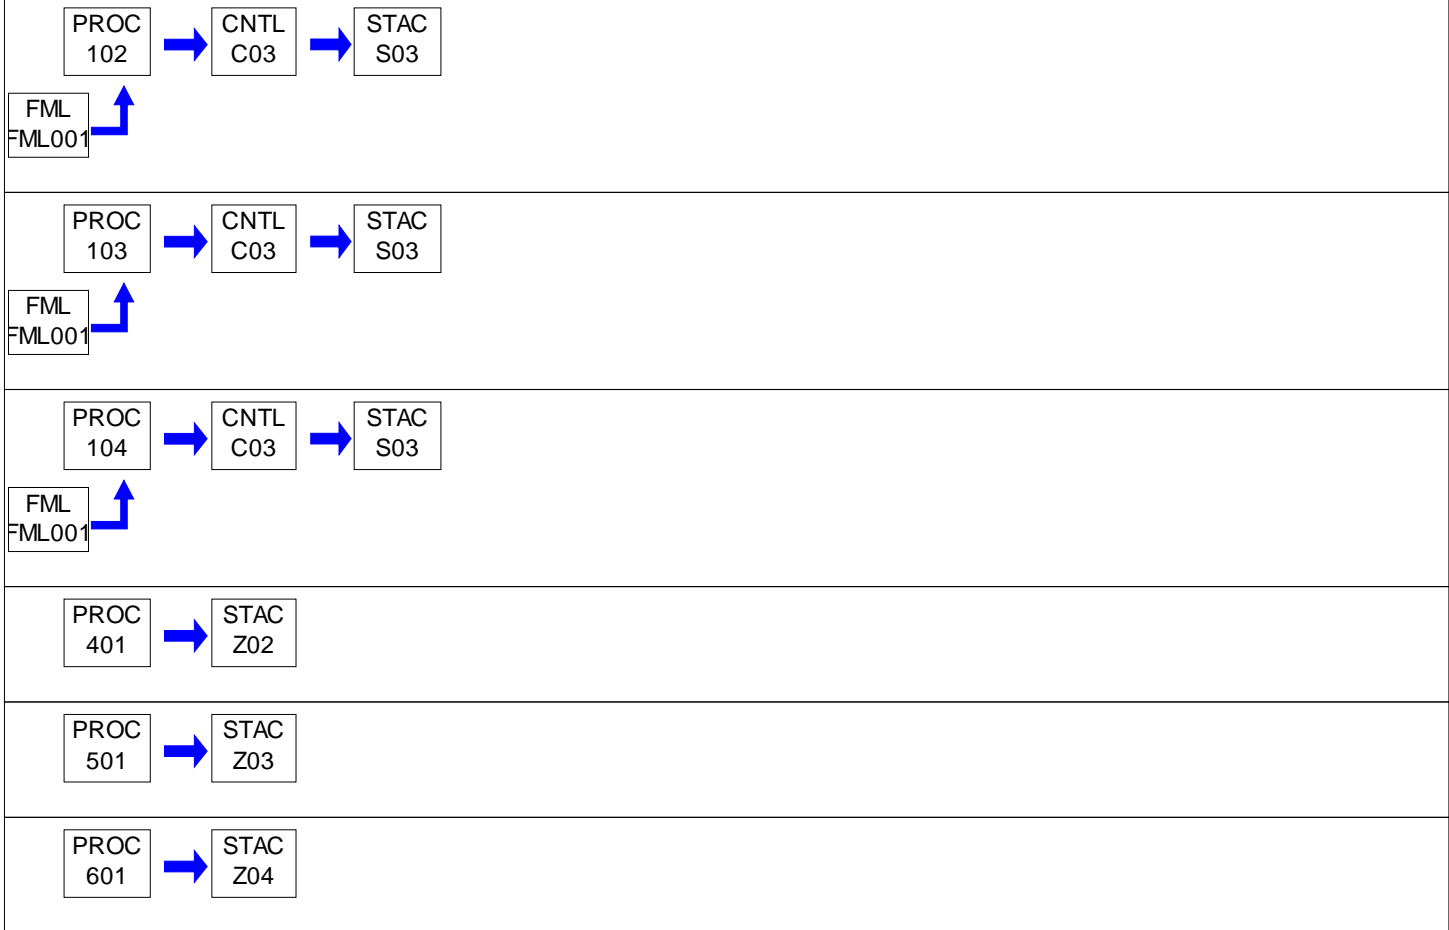 PROC
102
CNTL
C03
STAC
S03
FML
FML001
PROC
103
CNTL
C03
STAC
S03
FML
FML001
PROC
104
CNTL
C03
STAC
S03
FML
FML001
PROC
401
STAC
Z02
PROC
501
STAC
Z03
PROC
601
STAC
Z04